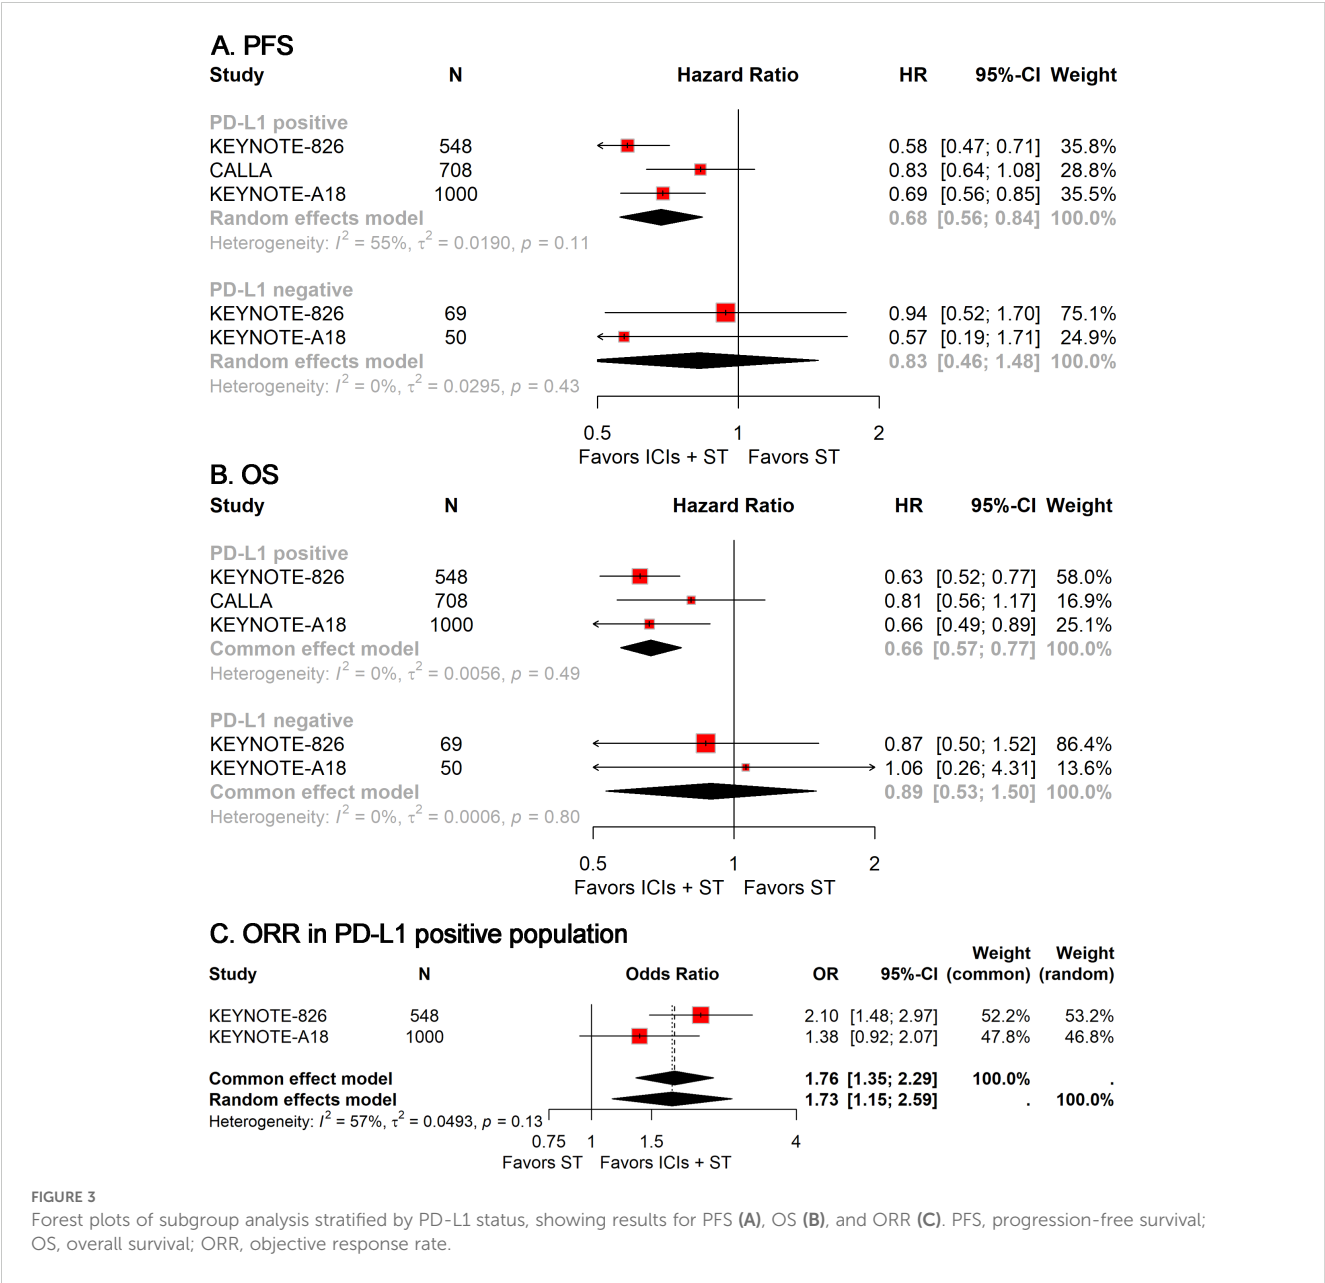 A. PFS
Study N Hazard Ratio HR 95%-CI Weight
PD-L1 positive
KEYNOTE-826 548 0.58 [0.47; 0.71] 35.8%
CALLA 708 0.83 [0.64; 1.08] 28.8%
KEYNOTE-A18 1000 0.69 [0.56; 0.85] 35.5%
Random effects model 0.68 [0.56; 0.84] 100.0%
Heterogeneity: I² = 55%, τ² = 0.0190, p = 0.11
PD-L1 negative
KEYNOTE-826 69 0.94 [0.52; 1.70] 75.1%
KEYNOTE-A18 50 0.57 [0.19; 1.71] 24.9%
Random effects model 0.83 [0.46; 1.48] 100.0%
Heterogeneity: I² = 0%, τ² = 0.0295, p = 0.43
0.5 1 2
Favors ICIs + ST Favors ST
B. OS
Study N Hazard Ratio HR 95%-CI Weight
PD-L1 positive
KEYNOTE-826 548 0.63 [0.52; 0.77] 58.0%
CALLA 708 0.81 [0.56; 1.17] 16.9%
KEYNOTE-A18 1000 0.66 [0.49; 0.89] 25.1%
Common effect model 0.66 [0.57; 0.77] 100.0%
Heterogeneity: I² = 0%, τ² = 0.0056, p = 0.49
PD-L1 negative
KEYNOTE-826 69 0.87 [0.50; 1.52] 86.4%
KEYNOTE-A18 50 1.06 [0.26; 4.31] 13.6%
Common effect model 0.89 [0.53; 1.50] 100.0%
Heterogeneity: I² = 0%, τ² = 0.0006, p = 0.80
0.5 1 2
Favors ICIs + ST Favors ST
C. ORR in PD-L1 positive population
Weight Weight
Study N Odds Ratio OR 95%-CI (common) (random)
KEYNOTE-826 548 2.10 [1.48; 2.97] 52.2% 53.2%
KEYNOTE-A18 1000 1.38 [0.92; 2.07] 47.8% 46.8%
Common effect model 1.76 [1.35; 2.29] 100.0% .
Random effects model 1.73 [1.15; 2.59] . 100.0%
Heterogeneity: I² = 57%, τ² = 0.0493, p = 0.13
0.75 1 1.5 4
Favors ST Favors ICIs + ST
FIGURE 3
Forest plots of subgroup analysis stratified by PD-L1 status, showing results for PFS (A), OS (B), and ORR (C). PFS, progression-free survival;
OS, overall survival; ORR, objective response rate.